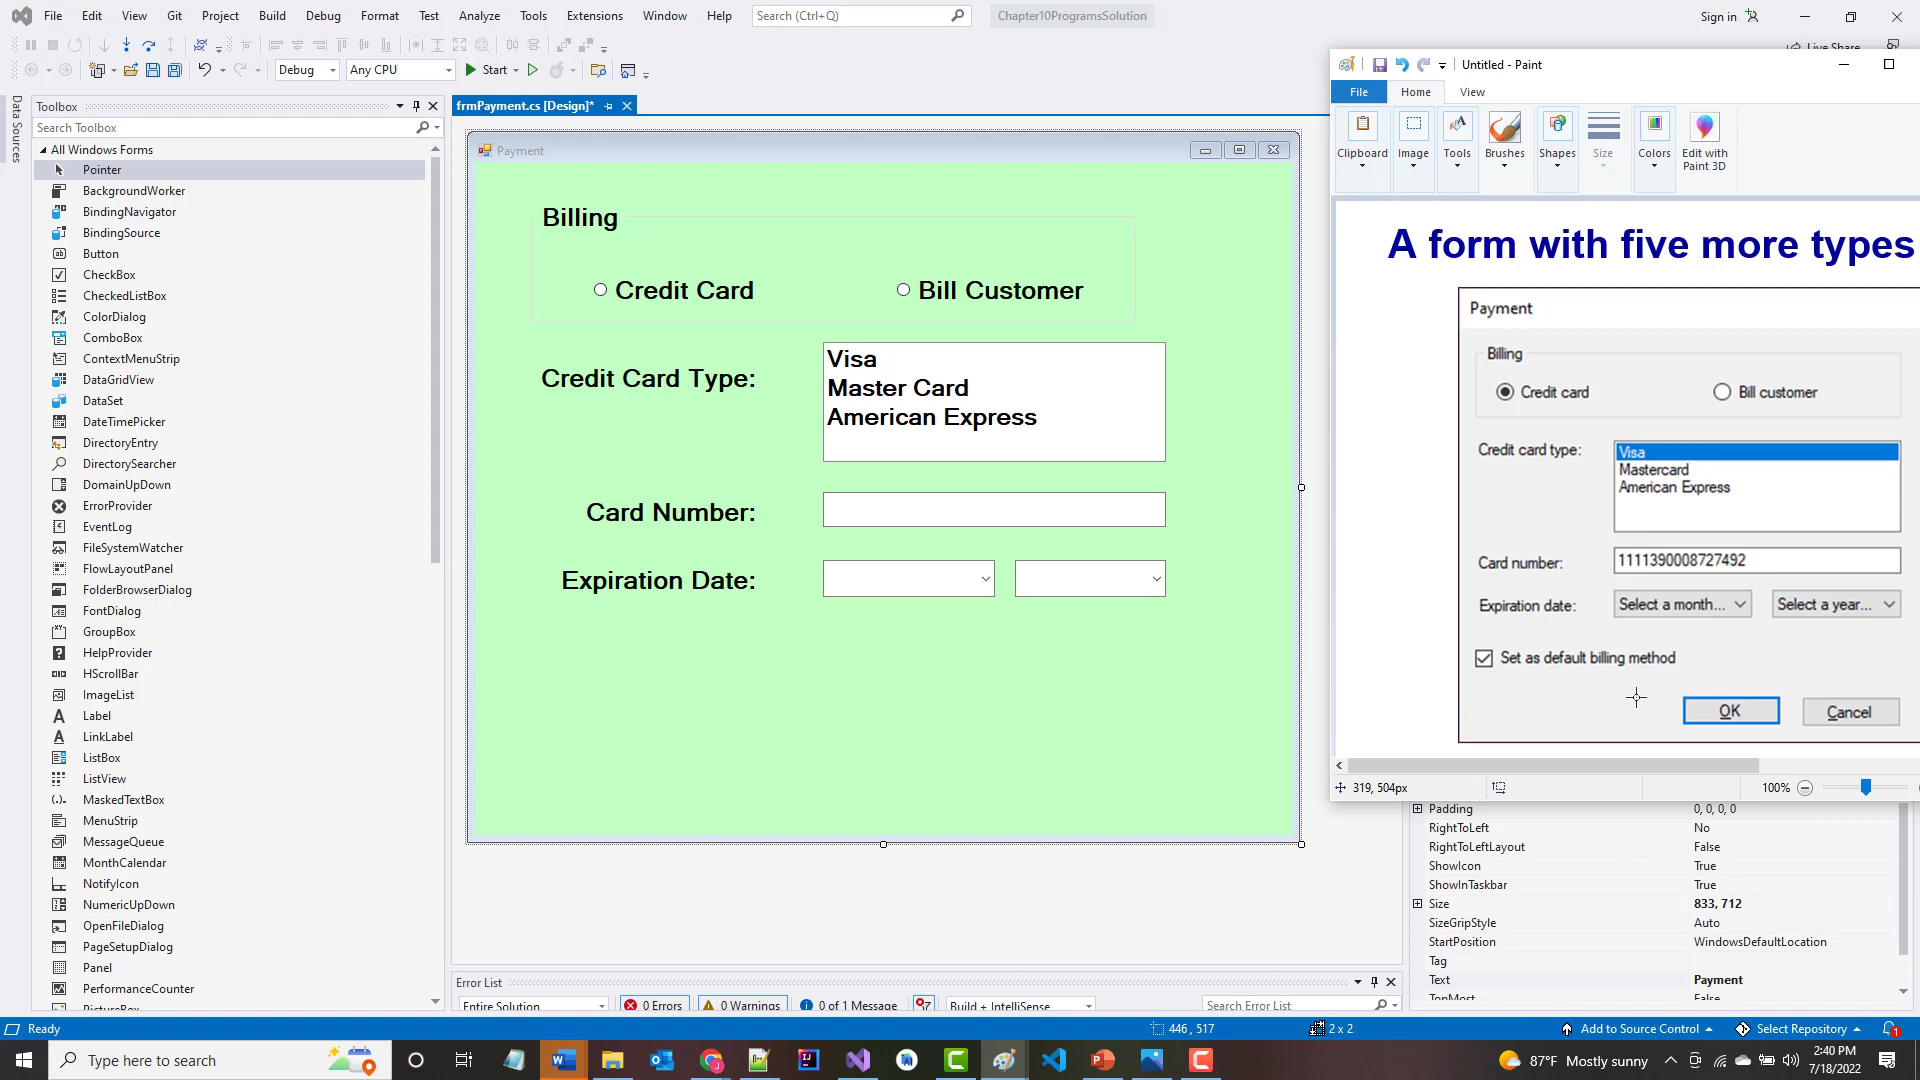 File Edit View Git Project Build Debug Format Test Analyze Tools Extensions Window Help Search (Ctrl+Q) Chapter10ProgramsSolution Sign in
Live Share
Debug Any CPU Start
Data Sources
Toolbox
Search Toolbox
All Windows Forms
Pointer
BackgroundWorker
BindingNavigator
BindingSource
Button
CheckBox
CheckedListBox
ColorDialog
ComboBox
ContextMenuStrip
DataGridView
DataSet
DateTimePicker
DirectoryEntry
DirectorySearcher
DomainUpDown
ErrorProvider
EventLog
FileSystemWatcher
FlowLayoutPanel
FolderBrowserDialog
FontDialog
GroupBox
HelpProvider
HScrollBar
ImageList
Label
LinkLabel
ListBox
ListView
MaskedTextBox
MenuStrip
MessageQueue
MonthCalendar
NotifyIcon
NumericUpDown
OpenFileDialog
PageSetupDialog
Panel
PerformanceCounter
PictureBox
frmPayment.cs [Design]*
Payment
Billing
Credit Card Bill Customer
Credit Card Type:
Visa
Master Card
American Express
Card Number:
Expiration Date:
Untitled - Paint
File Home View
Clipboard Image Tools Brushes Shapes Size Colors Edit with
Paint 3D
A form with five more types
Payment
Billing
Credit card Bill customer
Credit card type:
Visa
Mastercard
American Express
Card number: 1111390008727492
Expiration date: Select a month... Select a year...
Set as default billing method
OK Cancel
319, 504px 100%
Padding 0, 0, 0, 0
RightToLeft No
RightToLeftLayout False
ShowIcon True
ShowInTaskbar True
Size 833, 712
SizeGripStyle Auto
StartPosition WindowsDefaultLocation
Tag
Text Payment
TopMost False
Error List
Entire Solution 0 Errors 0 Warnings 0 of 1 Message Build + IntelliSense Search Error List
Ready 446 , 517 2 x 2 Add to Source Control Select Repository 1
Type here to search 87°F Mostly sunny 2:40 PM
7/18/2022